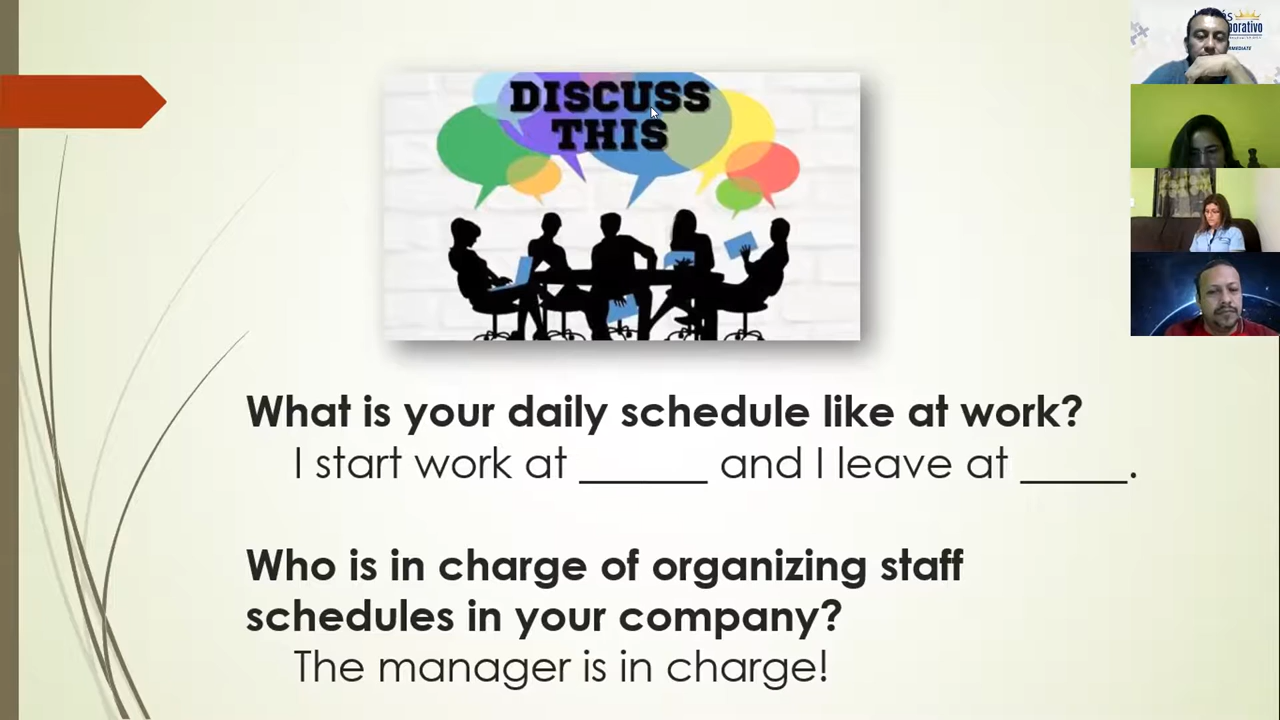 DISCUSS
THIS
What is your daily schedule like at work?
I start work at ______ and I leave at _____.
Who is in charge of organizing staff
schedules in your company?
The manager is in charge!